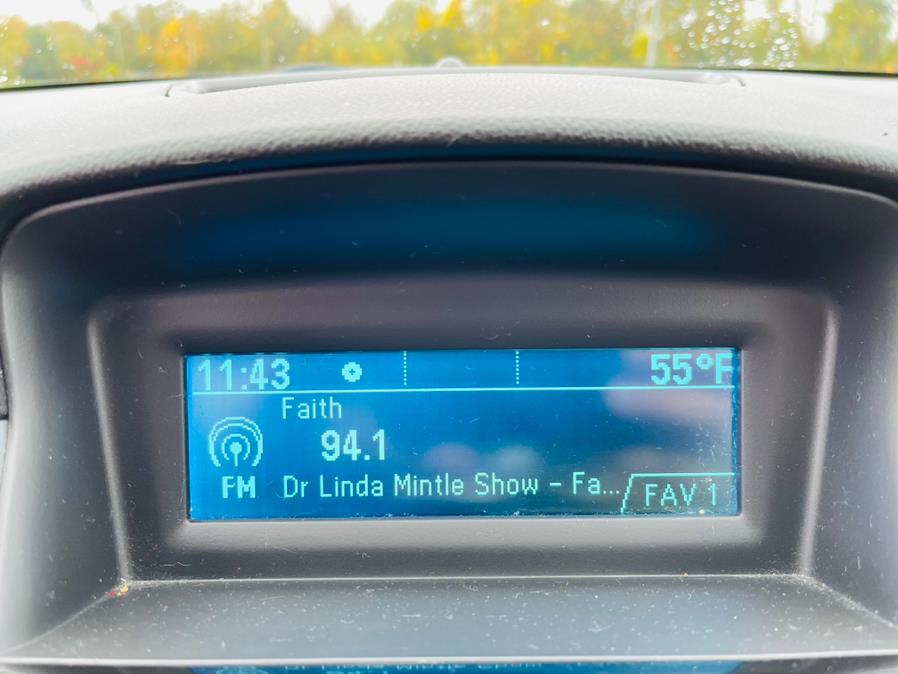 11:43 55°F
Faith
94.1
FM Dr Linda Mintle Show - Fa... FAV 1